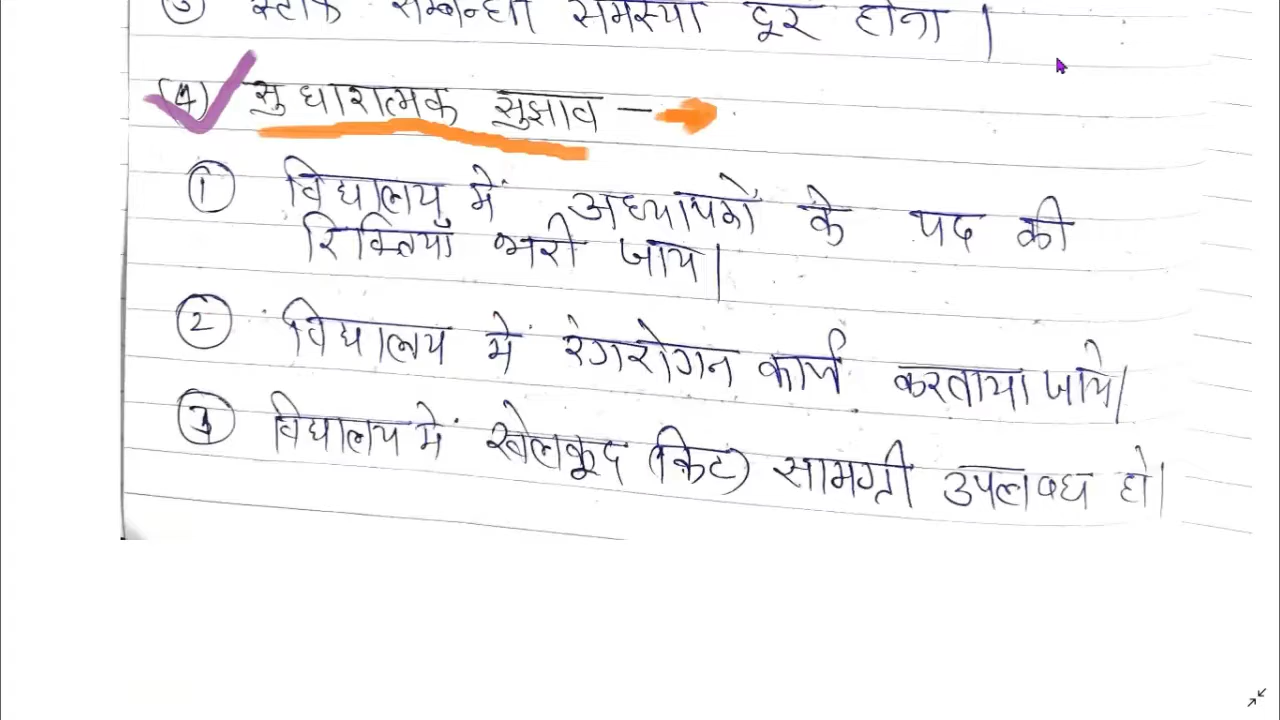 ③ स्टाफ सम्बन्धी समस्या दूर होना ।
(4) सुधारात्मक सुझाव –
① विद्यालय में अध्यापकों के पद की
रिक्तियाँ भरी जाय।
② विद्यालय में रंगरोगन कार्य करवाया जाये।
③ विद्यालय में खेलकूद (किट) सामग्री उपलब्ध हो।